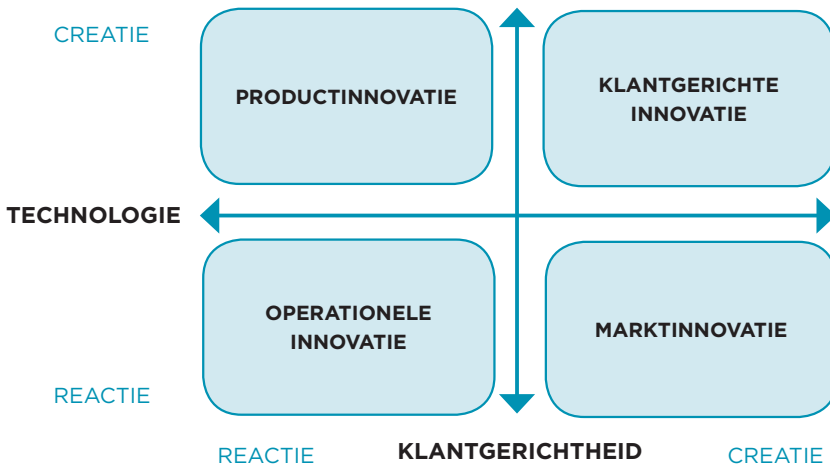 CREATIE
PRODUCTINNOVATIE
KLANTGERICHTE
INNOVATIE
TECHNOLOGIE
OPERATIONELE
INNOVATIE
MARKTINNOVATIE
REACTIE
REACTIE
KLANTGERICHTHEID
CREATIE